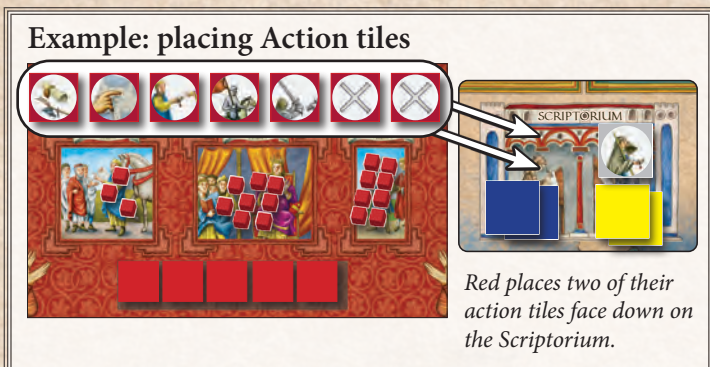 Example: placing Action tiles
SCRIPTORIUM
Red places two of their
action tiles face down on
the Scriptorium.